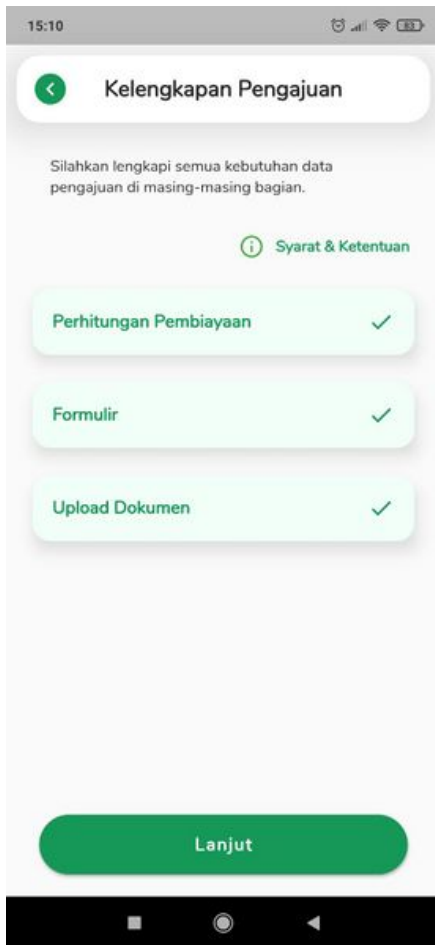 15:10
83
Kelengkapan Pengajuan
Silahkan lengkapi semua kebutuhan data
pengajuan di masing-masing bagian.
Syarat & Ketentuan
Perhitungan Pembiayaan
Formulir
Upload Dokumen
Lanjut